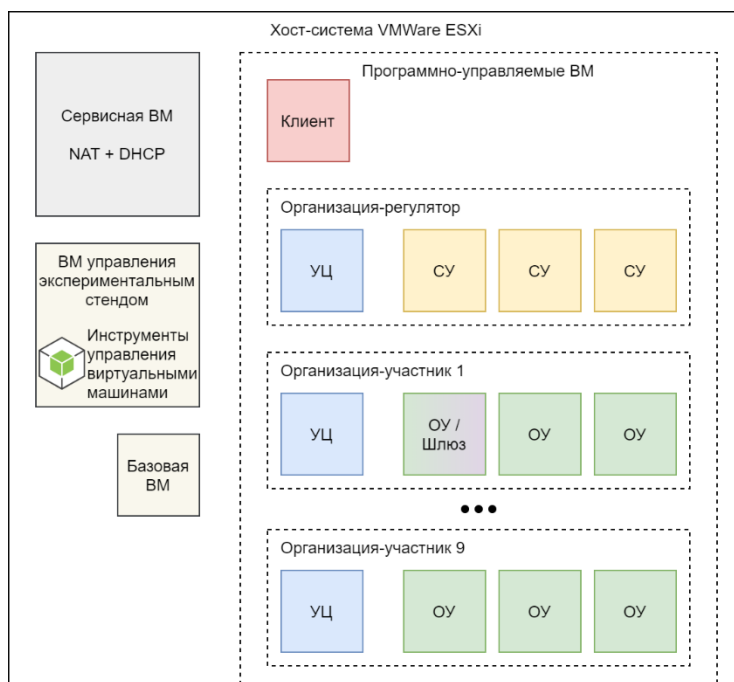 Хост-система VMWare ESXi
Сервисная ВМ
NAT + DHCP
ВМ управления
экспериментальным
стендом
Инструменты
управления
виртуальными
машинами
Базовая
ВМ
Программно-управляемые ВМ
Клиент
Организация-регулятор
УЦ
СУ
СУ
СУ
Организация-участник 1
УЦ
ОУ /
Шлюз
ОУ
ОУ
Организация-участник 9
УЦ
ОУ
ОУ
ОУ